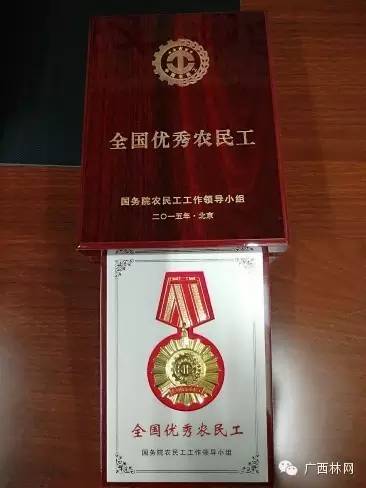 全国优秀农民工
国务院农民工工作领导小组
二〇一五年·北京
全国优秀农民工
国务院农民工工作领导小组
广西林网